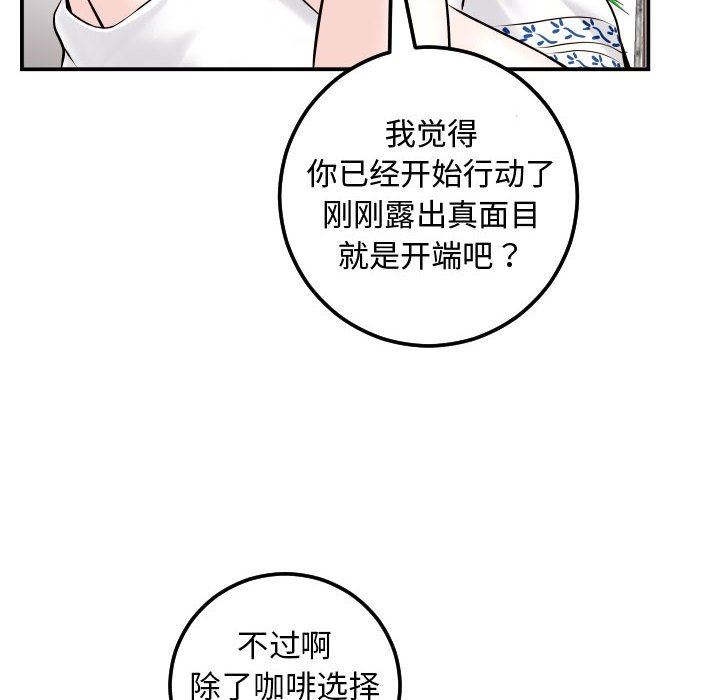 我觉得
你已经开始行动了
刚刚露出真面目
就是开端吧？
不过啊
除了咖啡选择